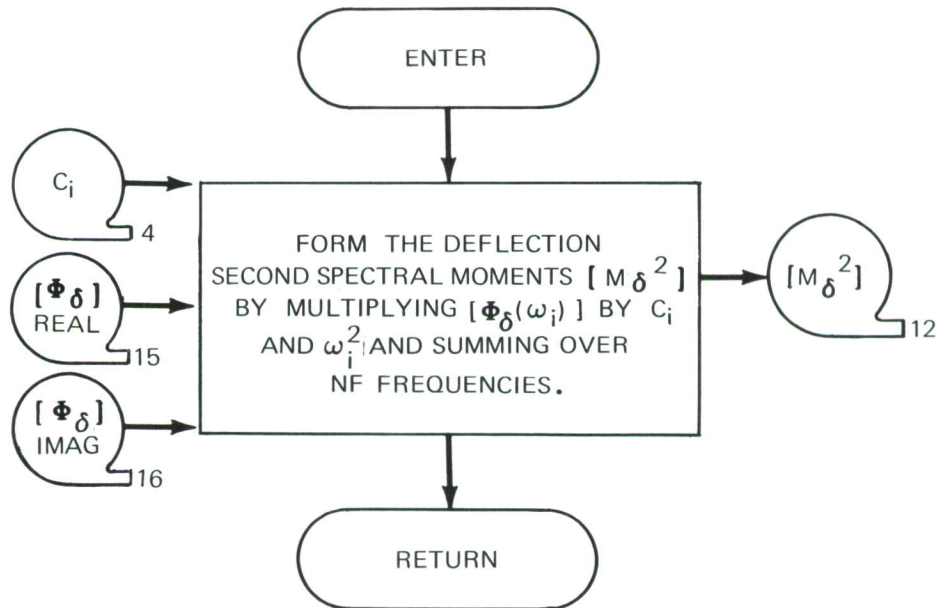 ENTER
C_i
4
[Φ_δ]
REAL
15
[Φ_δ]
IMAG
16
FORM THE DEFLECTION
SECOND SPECTRAL MOMENTS [M_δ^2]
BY MULTIPLYING [Φ_δ(ω_i)] BY C_i
AND ω_i^2 AND SUMMING OVER
NF FREQUENCIES.
[M_δ^2]
12
RETURN